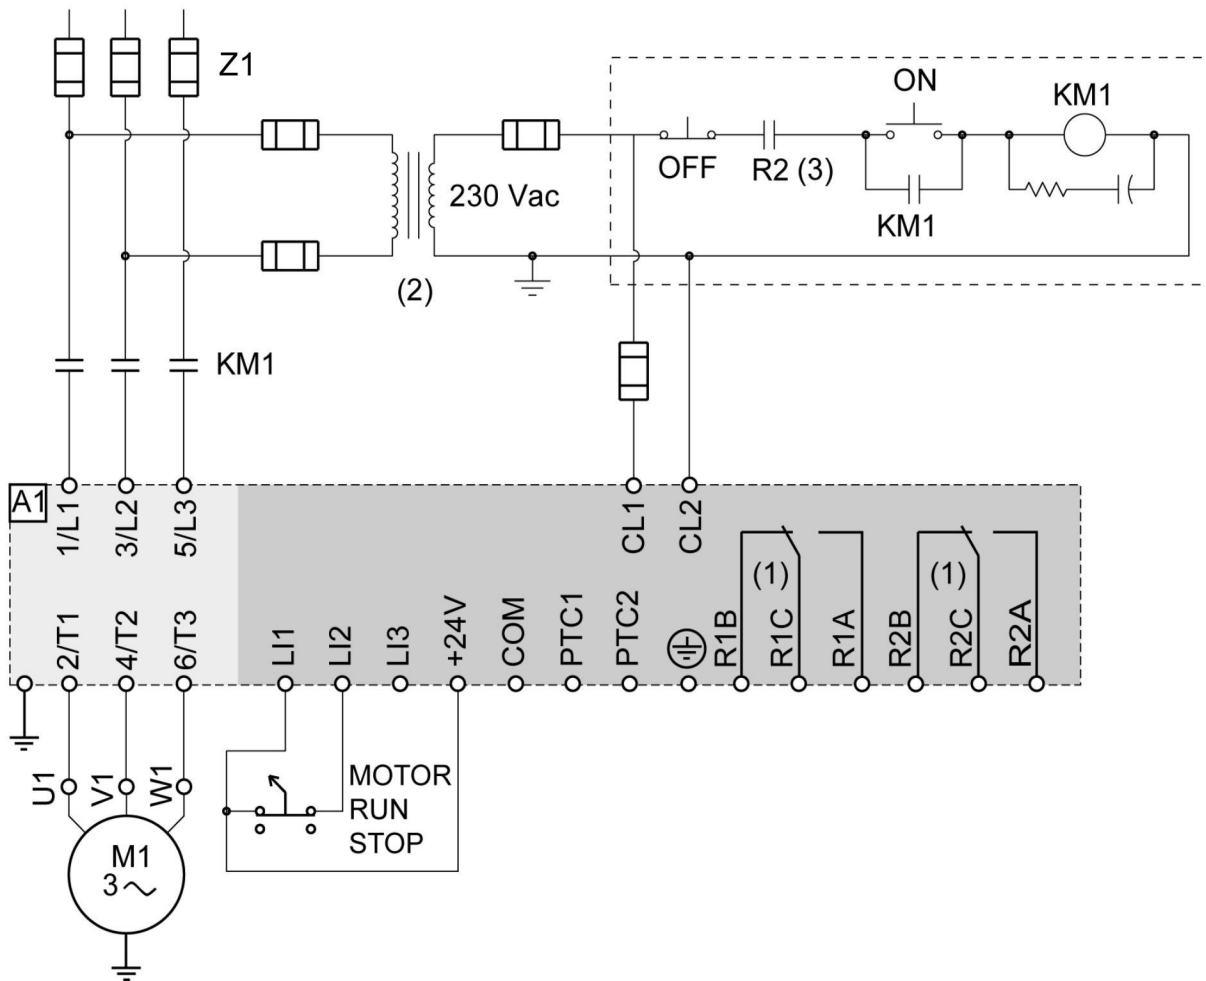 Z1
ON
KM1
OFF
R2 (3)
230 Vac
KM1
(2)
KM1
A1
1/L1
3/L2
5/L3
CL1
CL2
(1)
(1)
2/T1
4/T2
6/T3
LI1
LI2
LI3
+24V
COM
PTC1
PTC2
R1B
R1C
R1A
R2B
R2C
R2A
U1
V1
W1
MOTOR
RUN
STOP
M1
3~